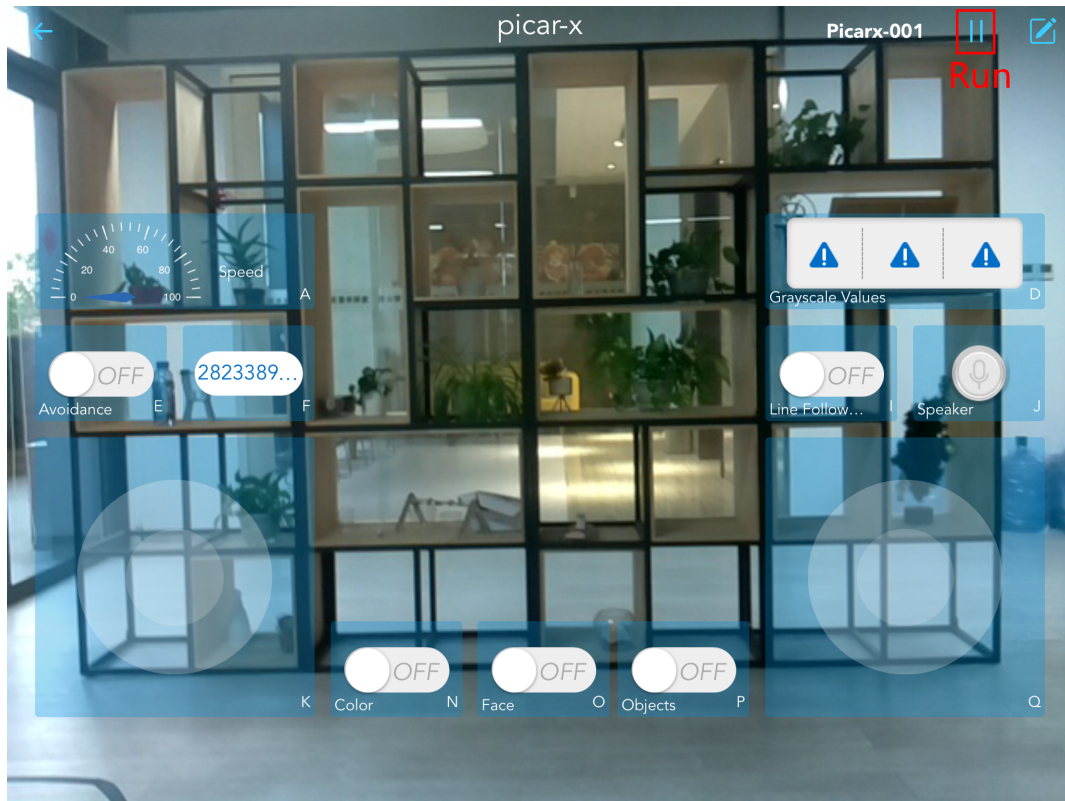 picar-x
Picarx-001
Run
0 20 40 60 80 100
Speed
A
Grayscale Values
D
OFF
Avoidance
E
2823389...
F
OFF
Line Follow...
I
Speaker
J
K
OFF
Color
N
OFF
Face
O
OFF
Objects
P
Q